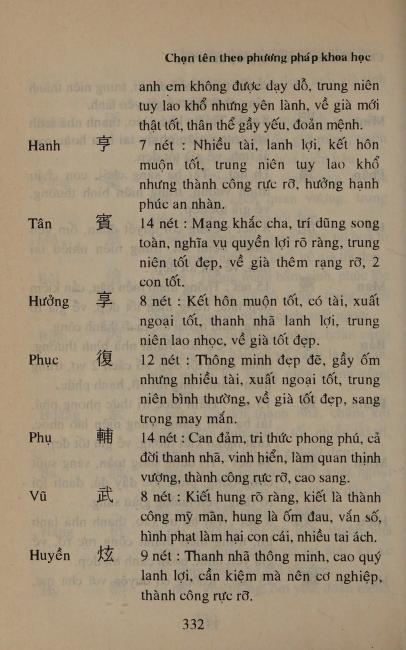 Chọn tên theo phương pháp khoa học
anh em không được dạy dỗ, trung niên
tuy lao khổ nhưng yên lành, về già mới
thật tốt, thân thể gầy yếu, đoản mệnh.
Hanh 亨 7 nét : Nhiều tài, lanh lợi, kết hôn
muộn tốt, trung niên tuy lao khổ
nhưng thành công rực rỡ, hưởng hạnh
phúc an nhàn.
Tân 賓 14 nét : Mạng khắc cha, trí dũng song
toàn, nghĩa vụ quyền lợi rõ ràng, trung
niên tốt đẹp, về già thêm rạng rỡ, 2
con tốt.
Hưởng 享 8 nét : Kết hôn muộn tốt, có tài, xuất
ngoại tốt, thanh nhã lanh lợi, trung
niên lao nhọc, về già tốt đẹp.
Phục 復 12 nét : Thông minh đẹp đẽ, gầy ốm
nhưng nhiều tài, xuất ngoại tốt, trung
niên bình thường, về già tốt đẹp, sang
trọng may mắn.
Phụ 輔 14 nét : Can đảm, tri thức phong phú, cả
đời thanh nhã, vinh hiển, làm quan thịnh
vượng, thành công rực rỡ, cao sang.
Vũ 武 8 nét : Kiết hung rõ ràng, kiết là thành
công mỹ mãn, hung là ốm đau, vắn số,
hình phạt làm hại con cái, nhiều tai ách.
Huyền 炫 9 nét : Thanh nhã thông minh, cao quý
lanh lợi, cần kiệm mà nên cơ nghiệp,
thành công rực rỡ.
332